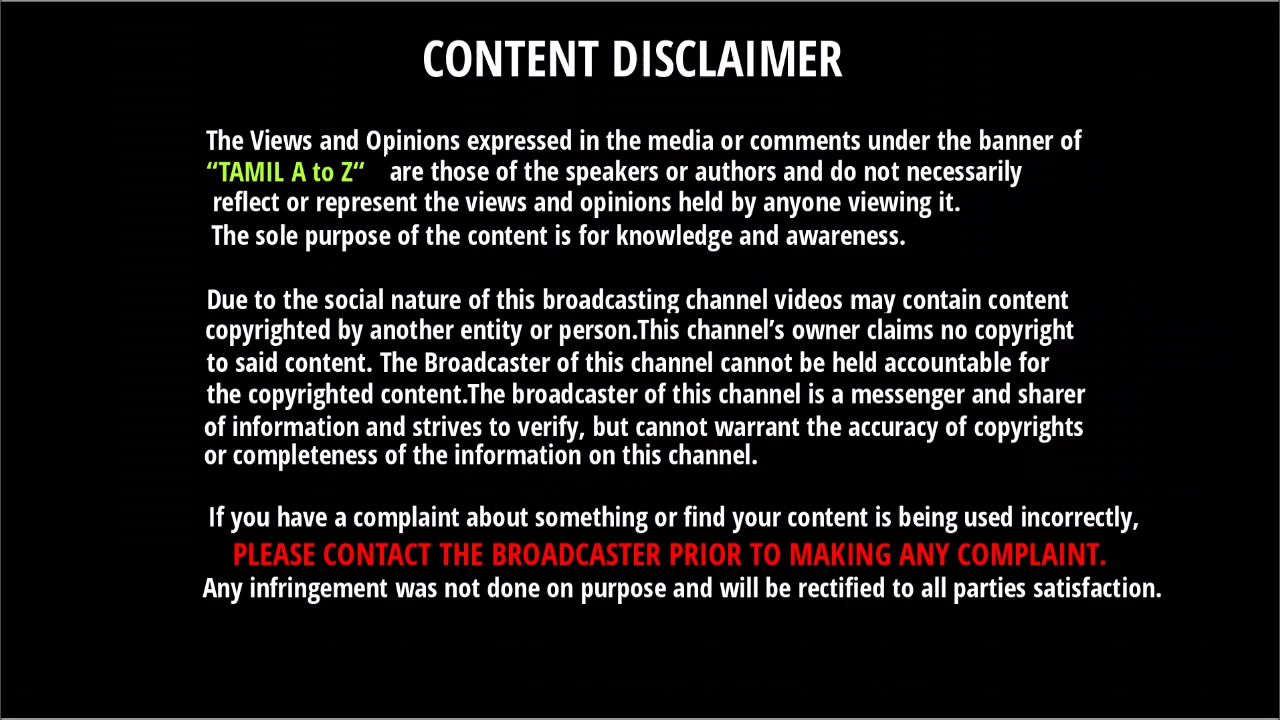 CONTENT DISCLAIMER
The Views and Opinions expressed in the media or comments under the banner of
“TAMIL A to Z“ are those of the speakers or authors and do not necessarily
reflect or represent the views and opinions held by anyone viewing it.
The sole purpose of the content is for knowledge and awareness.
Due to the social nature of this broadcasting channel videos may contain content
copyrighted by another entity or person.This channel’s owner claims no copyright
to said content. The Broadcaster of this channel cannot be held accountable for
the copyrighted content.The broadcaster of this channel is a messenger and sharer
of information and strives to verify, but cannot warrant the accuracy of copyrights
or completeness of the information on this channel.
If you have a complaint about something or find your content is being used incorrectly,
PLEASE CONTACT THE BROADCASTER PRIOR TO MAKING ANY COMPLAINT.
Any infringement was not done on purpose and will be rectified to all parties satisfaction.